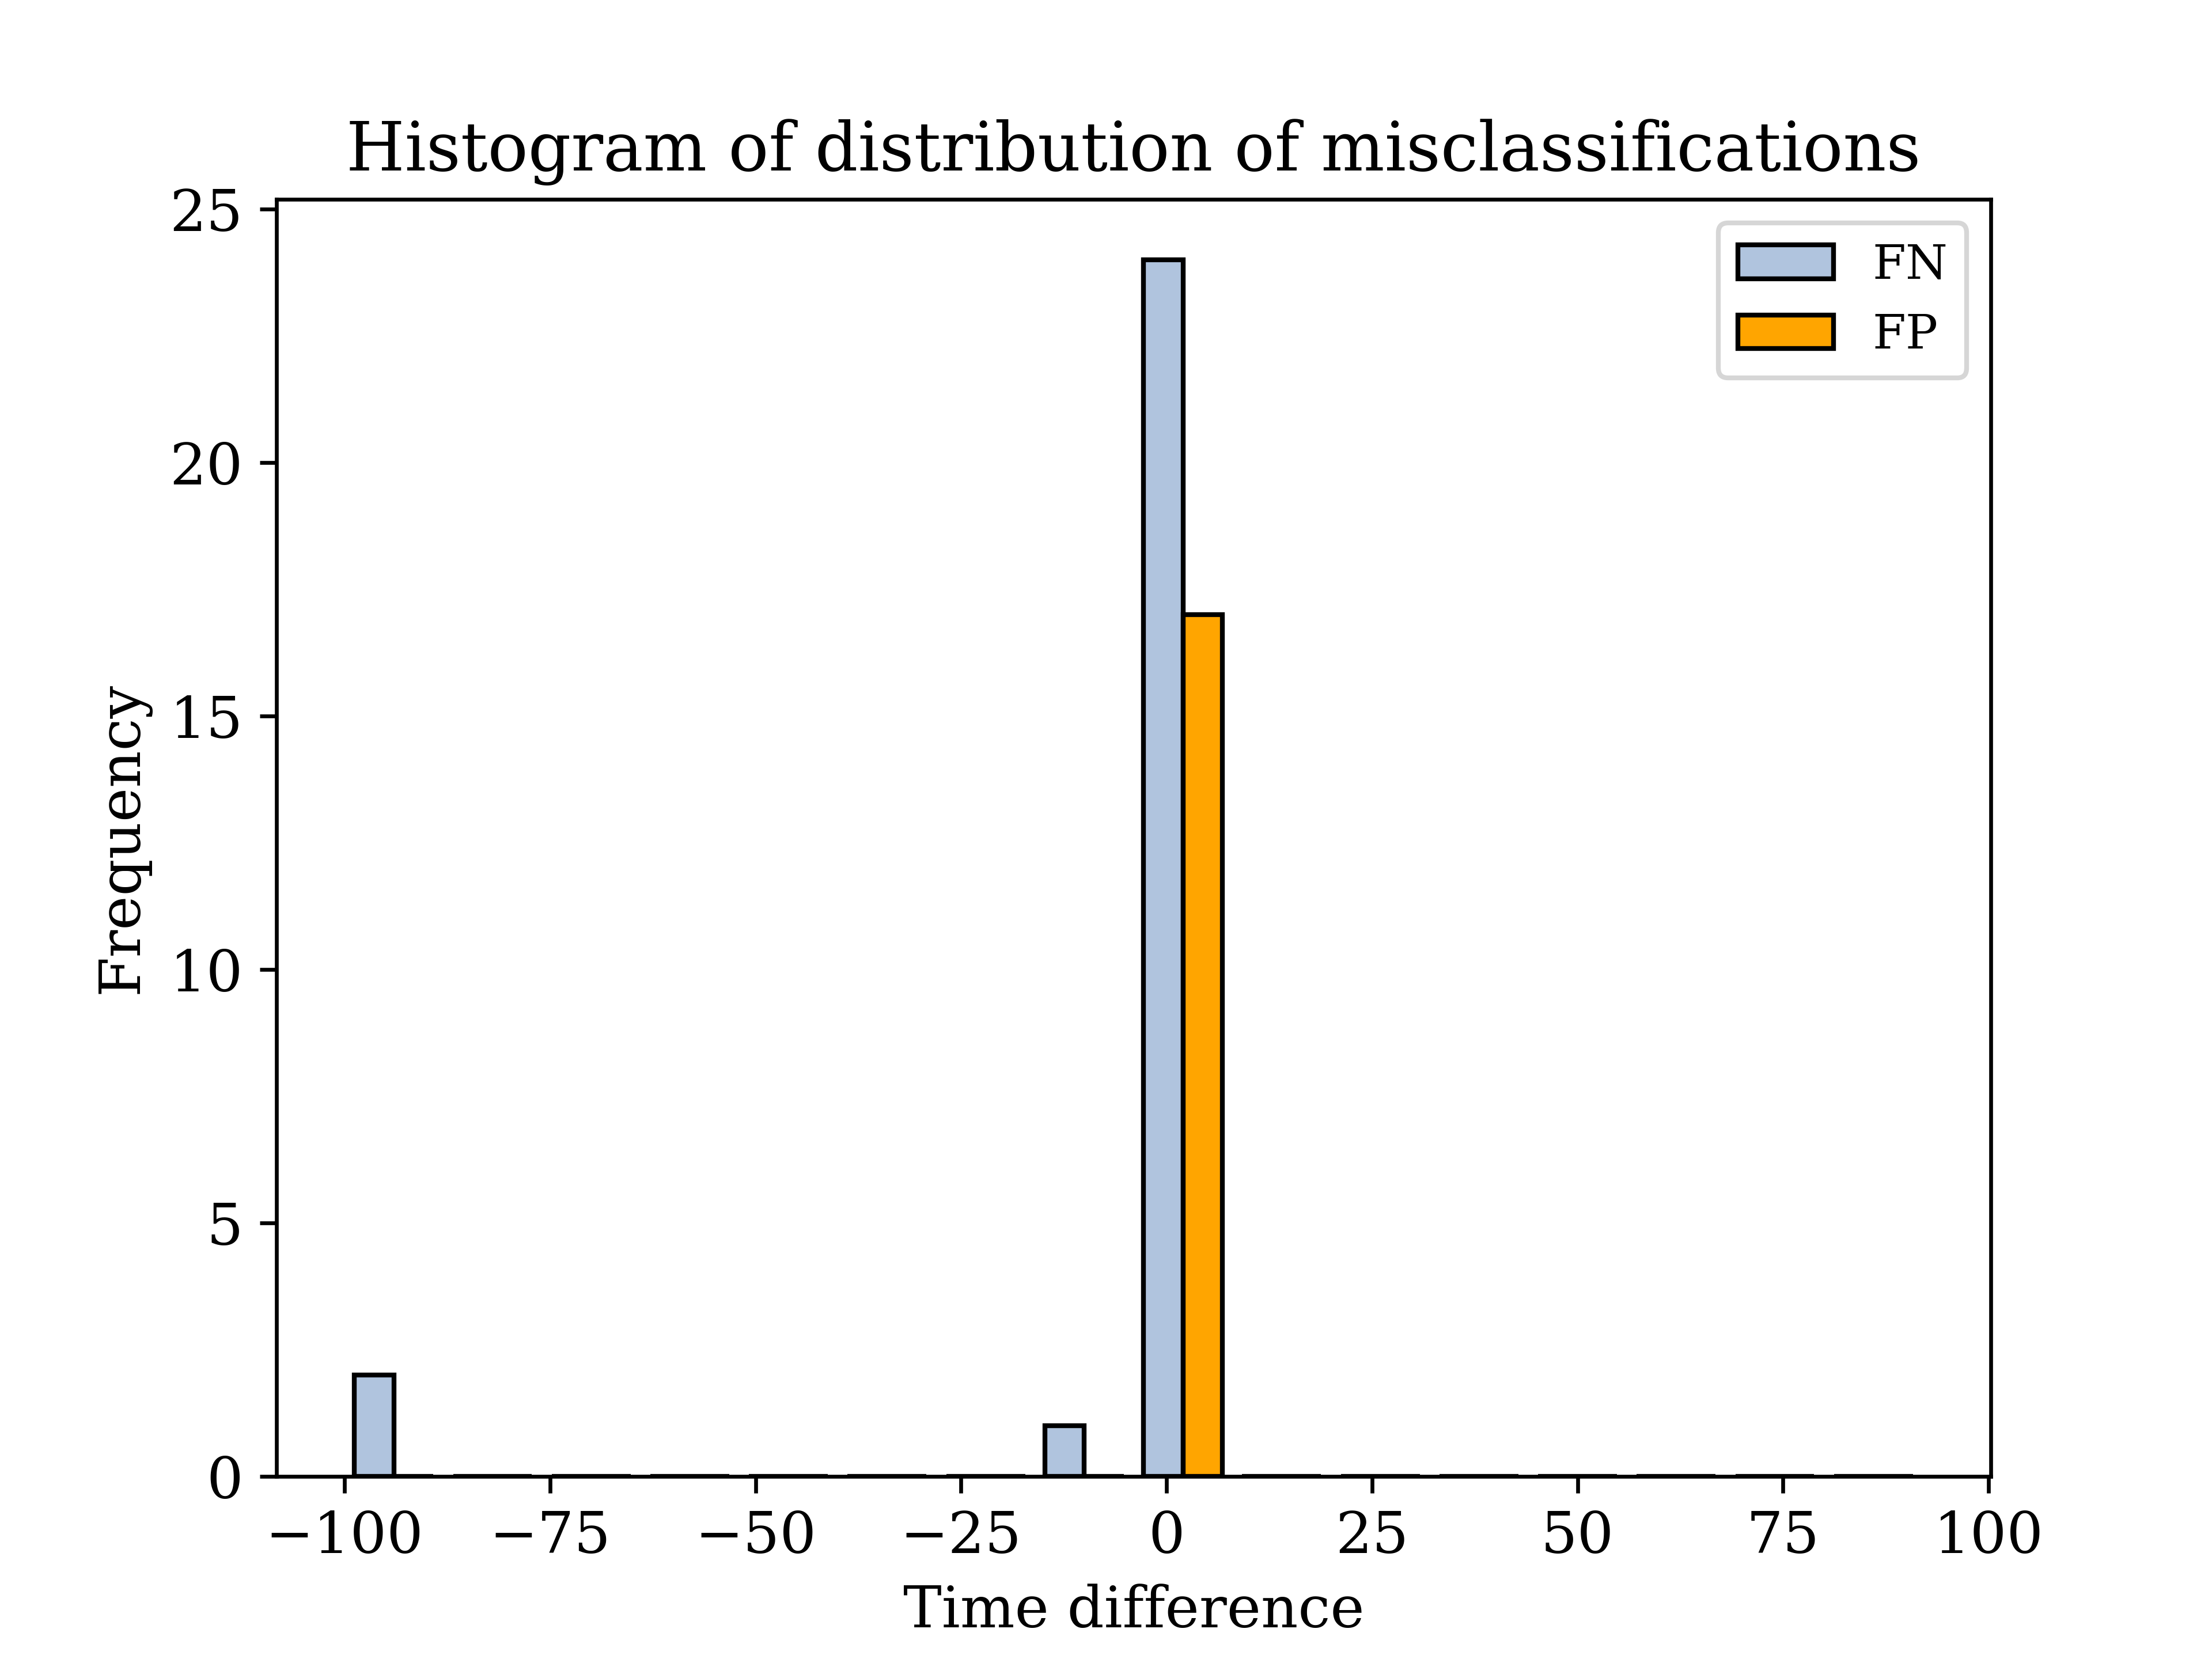 Histogram of distribution of misclassifications
25
20
15
10
5
0
Frequency
FN
FP
−100 −75 −50 −25 0 25 50 75 100
Time difference